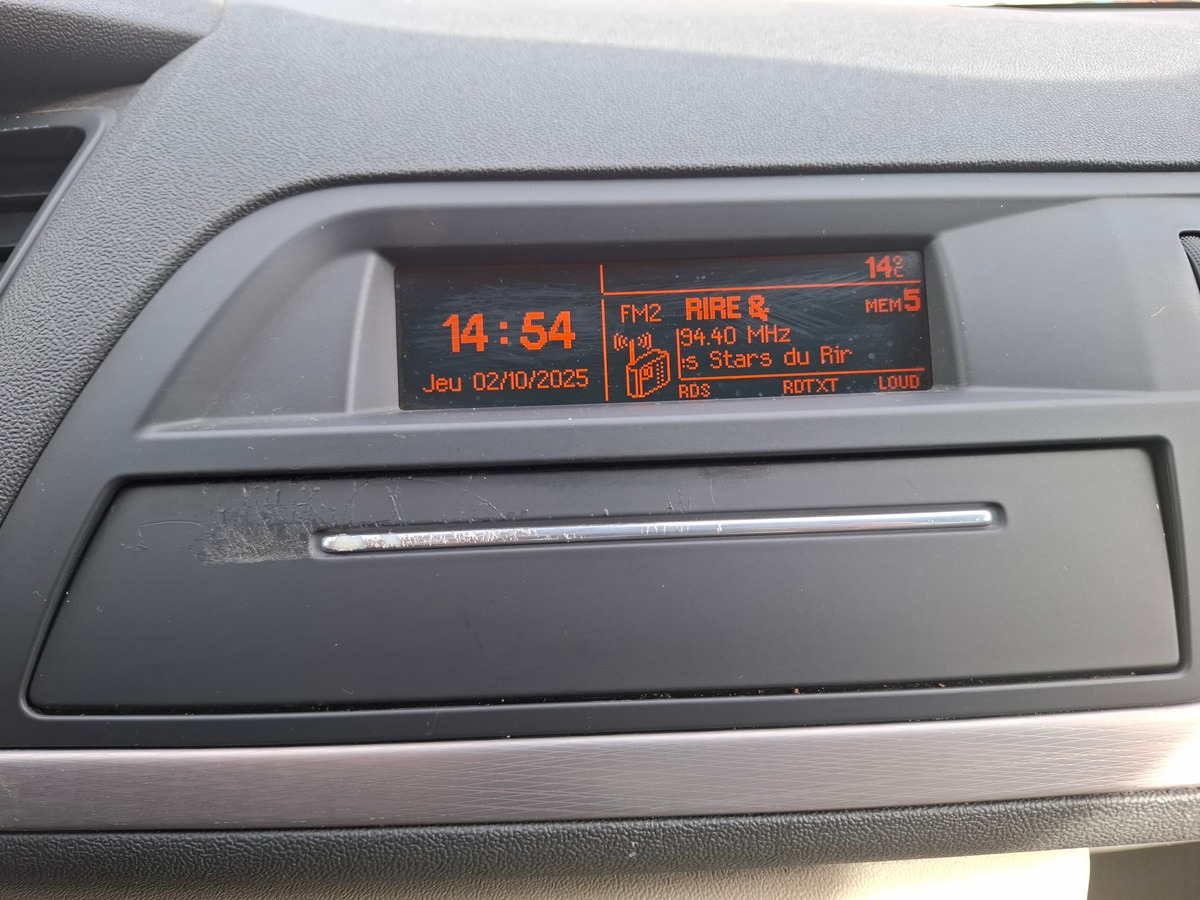 14°C
14:54
Jeu 02/10/2025
FM2 RIRE & MEM5
94.40 MHz
s Stars du Rir
RDS RDTXT LOUD